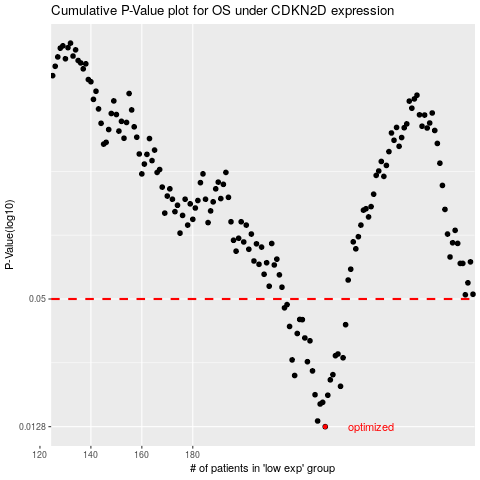 Cumulative P-Value plot for OS under CDKN2D expression
P-Value(log10)
0.05
0.0128
optimized
120 140 160 180
# of patients in 'low exp' group